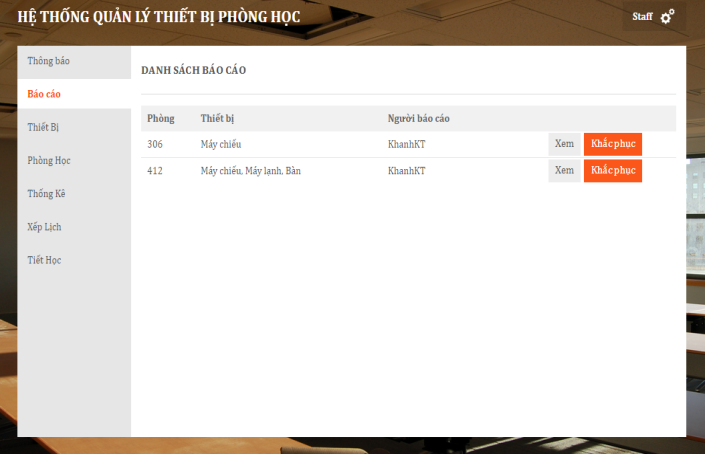 HỆ THỐNG QUẢN LÝ THIẾT BỊ PHÒNG HỌC
Staff
Thông báo
Báo cáo
Thiết Bị
Phòng Học
Thống Kê
Xếp Lịch
Tiết Học
DANH SÁCH BÁO CÁO
Phòng Thiết bị Người báo cáo
306 Máy chiếu KhanhKT Xem Khắc phục
412 Máy chiếu, Máy lạnh, Bàn KhanhKT Xem Khắc phục